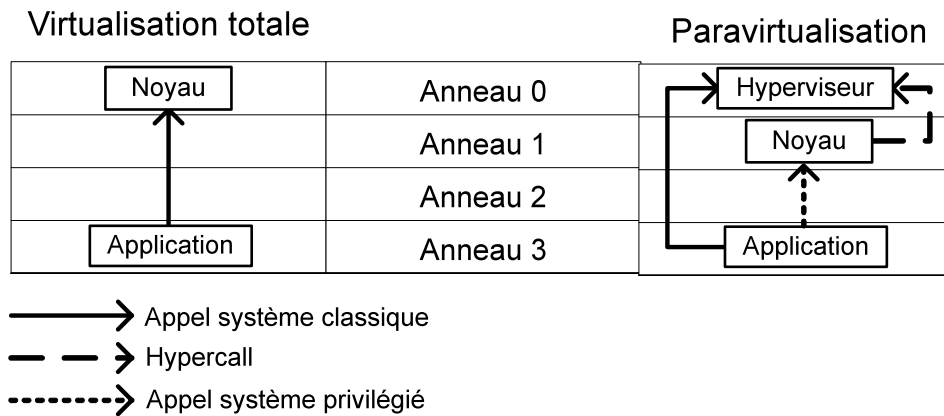 Virtualisation totale
Paravirtualisation
Noyau
Anneau 0
Hyperviseur
Anneau 1
Noyau
Anneau 2
Application
Anneau 3
Application
Appel système classique
Hypercall
Appel système privilégié